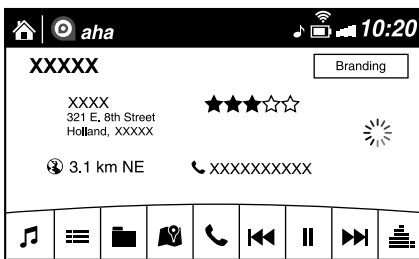 aha 10:20
XXXXX Branding
XXXX
321 E. 8th Street
Holland, XXXXX
3.1 km NE XXXXXXXXXX